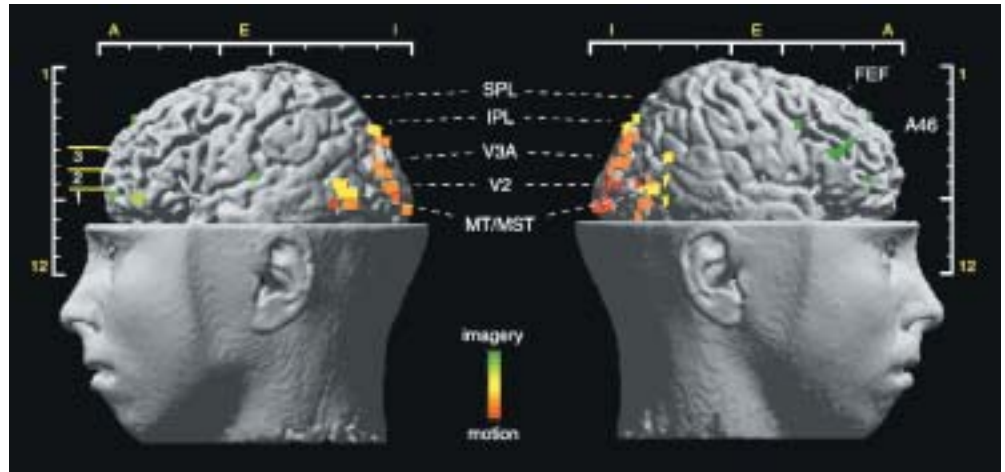 A E I
I E A
1
1
FEF
SPL
IPL
A46
V3A
3
2
V2
1
MT/MST
12
12
imagery
motion